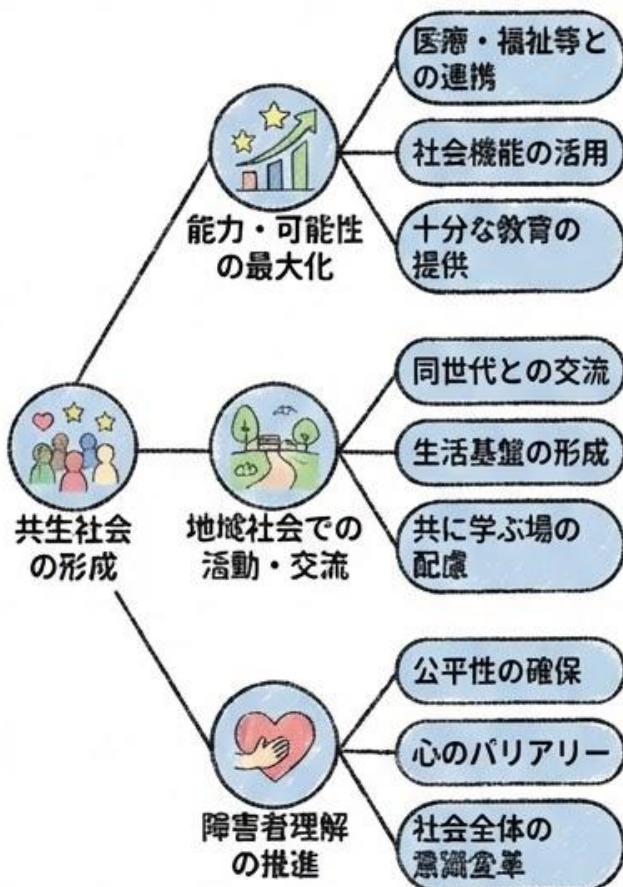 医療・福祉等と
の連携
社会機能の活用
十分な教育の
提供
能力・可能性
の最大化
同世代との交流
生活基盤の形成
共に学ぶ場の
配慮
共生社会
の形成
地域社会での
活動・交流
公平性の確保
心のバリアリー
社会全体の
障害者理解
の推進